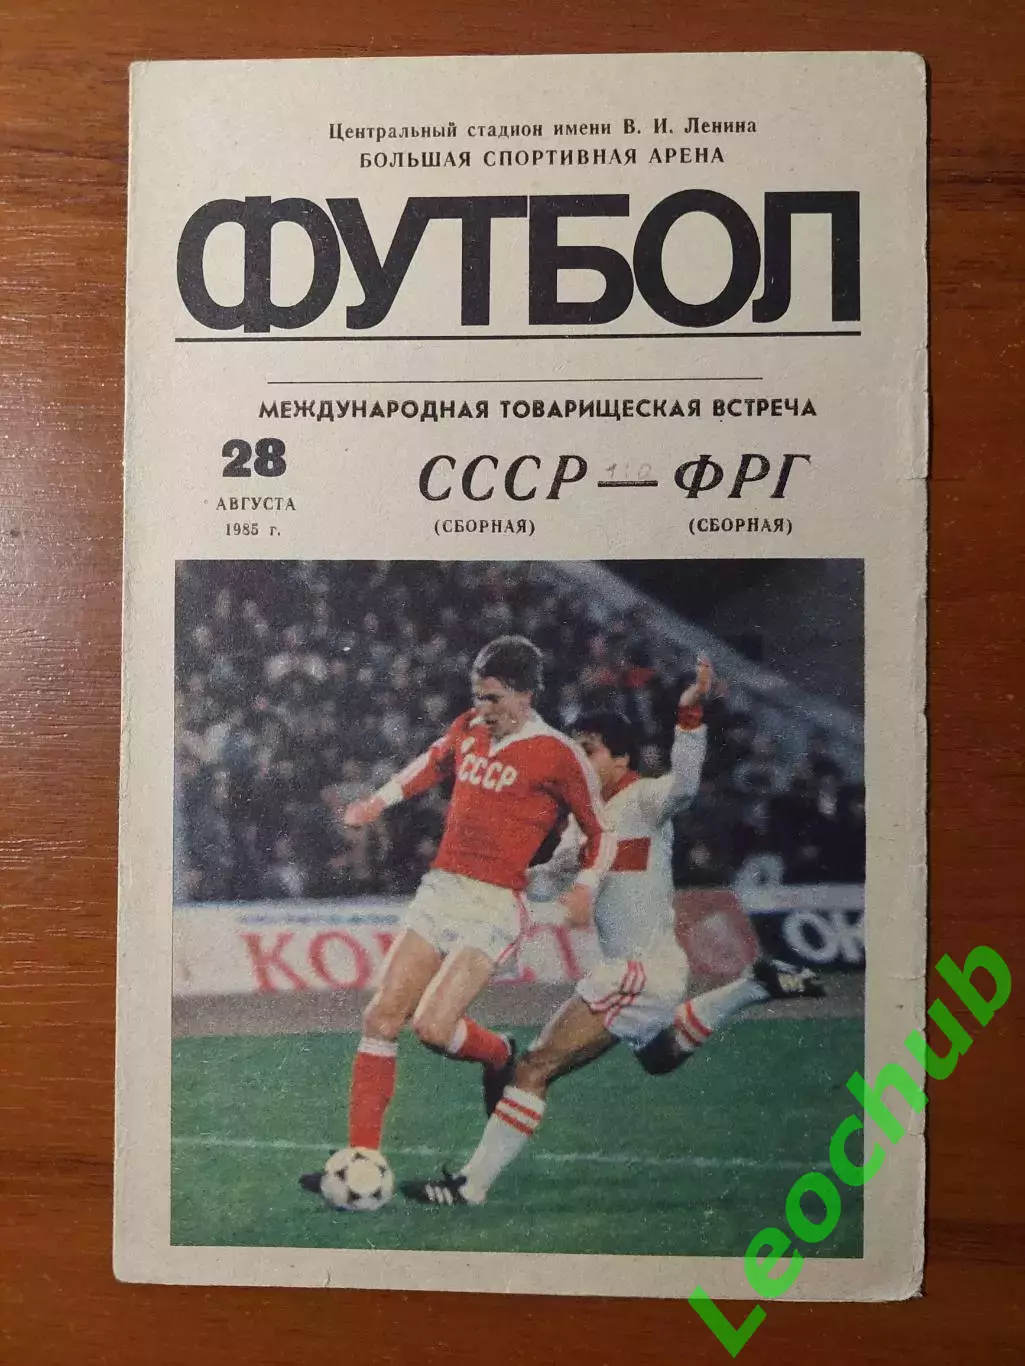 Центральный стадион имени В. И. Ленина
БОЛЬШАЯ СПОРТИВНАЯ АРЕНА
ФУТБОЛ
МЕЖДУНАРОДНАЯ ТОВАРИЩЕСКАЯ ВСТРЕЧА
28
АВГУСТА
1985 г.
СССР — ФРГ
1:0
(СБОРНАЯ) (СБОРНАЯ)
СССР
ОК
Leochub